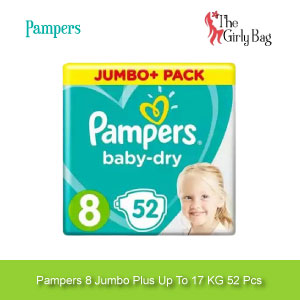 Pampers
The
Girly Bag
JUMBO+ PACK
Pampers
baby-dry
8
52
Pampers 8 Jumbo Plus Up To 17 KG 52 Pcs